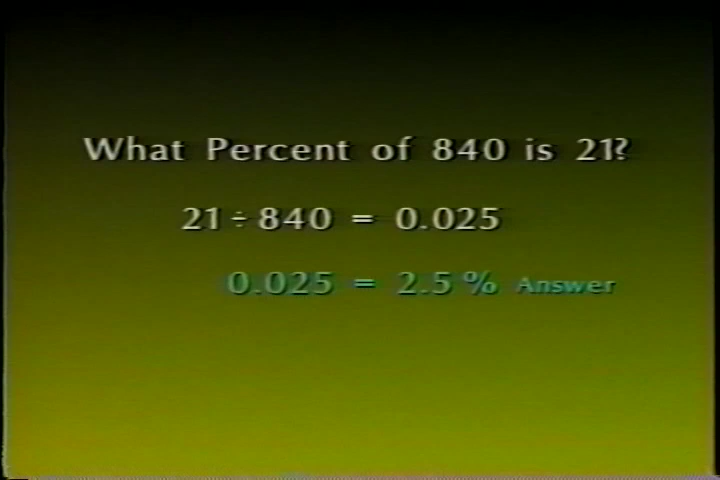 What Percent of 840 is 21?
21 ÷ 840 = 0.025
0.025 = 2.5% Answer